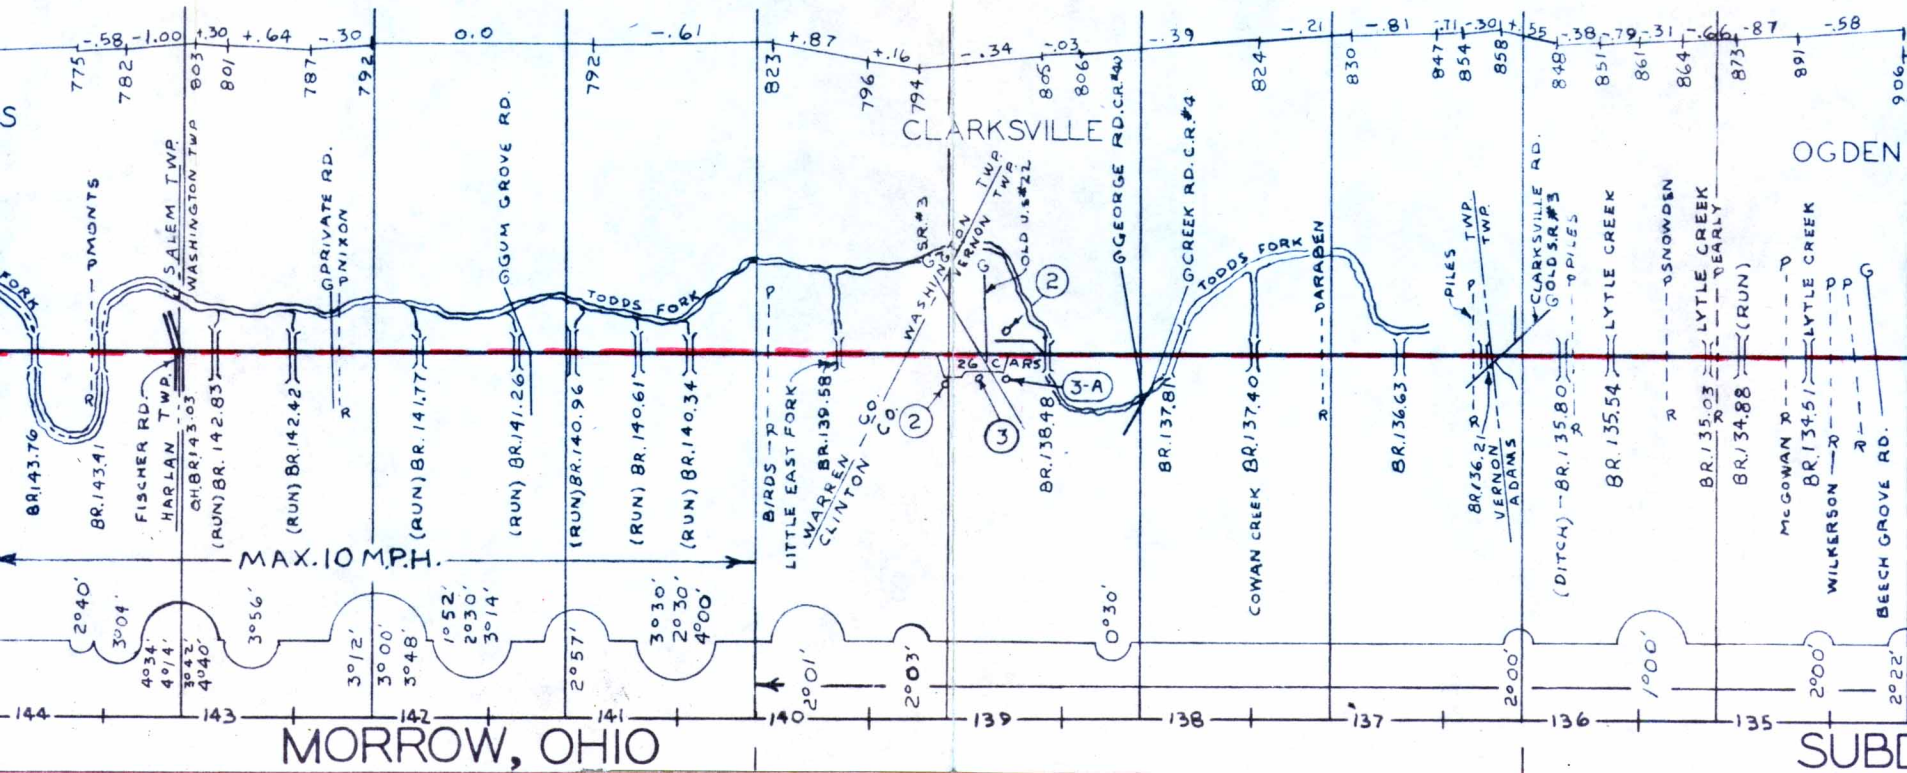 -.58 -1.00 +.30 +.64 -.30 0.0 -.61 +.87 +.16 -.34 -.03 -.39 -.21 -.81 -.71 -.30 +.55 -.38 -.79 -.31 -.66 -.87 -.58
775 782 803 801 787 792 792 823 796 794 805 806 824 830 847 854 858 848 851 861 864 873 891 906
S
CLARKSVILLE
OGDEN
FORK
MONTS
SALEM TWP.
WASHINGTON TWP
PRIVATE RD.
NIXON
GUM GROVE RD.
TODDS FORK
S.R.#3
WASHINGTON TWP.
VERNON TWP.
OLD U.S.#22
G
2
GEORGE RD.C.R.#40
CREEK RD.C.R.#4
TODDS FORK
DARABEN
PILES
TWP.
TWP.
CLARKSVILLE RD.
OLD S.R.#3
PILES
LYTLE CREEK
SNOWDEN
LYTLE CREEK
EARLY
(RUN)
P
LYTLE CREEK
P
P
G
26 CARS
8
3-A
2
3
BR.143.76
R
BR.143.41
FISCHER RD.
HARLAN TWP.
OH.BR.143.03
(RUN) BR. 142.83
(RUN) BR.142.42
R
(RUN) BR. 141.77
(RUN) BR.141.26
(RUN) BR.140.96
(RUN) BR. 140.61
(RUN) BR.140.34
P
BIRDS
R
LITTLE EAST FORK
BR.139.58
WARREN CO.
CLINTON CO.
BR.138.48
BR.137.81
COWAN CREEK BR.137.40
R
BR.136.63
P
R
BR.136.21
VERNON
ADAMS
(DITCH) BR.135.80
R
BR. 135.54
R
BR.135.03
R
BR.134.88
McGOWAN R
BR.134.51
WILKERSON R
R
BEECH GROVE RD.
MAX.10 M.P.H.
2°40'
3°04'
4°34'
4°14'
3°42'
4°40'
3°56'
3°12'
3°00'
3°48'
1°52'
2°30'
3°14'
2°57'
3°30'
2°30'
4°00'
2°01'
2°03'
0°30'
2°00'
1°00'
2°00'
2°22'
144 143 142 141 140 139 138 137 136 135
MORROW, OHIO
SUBD